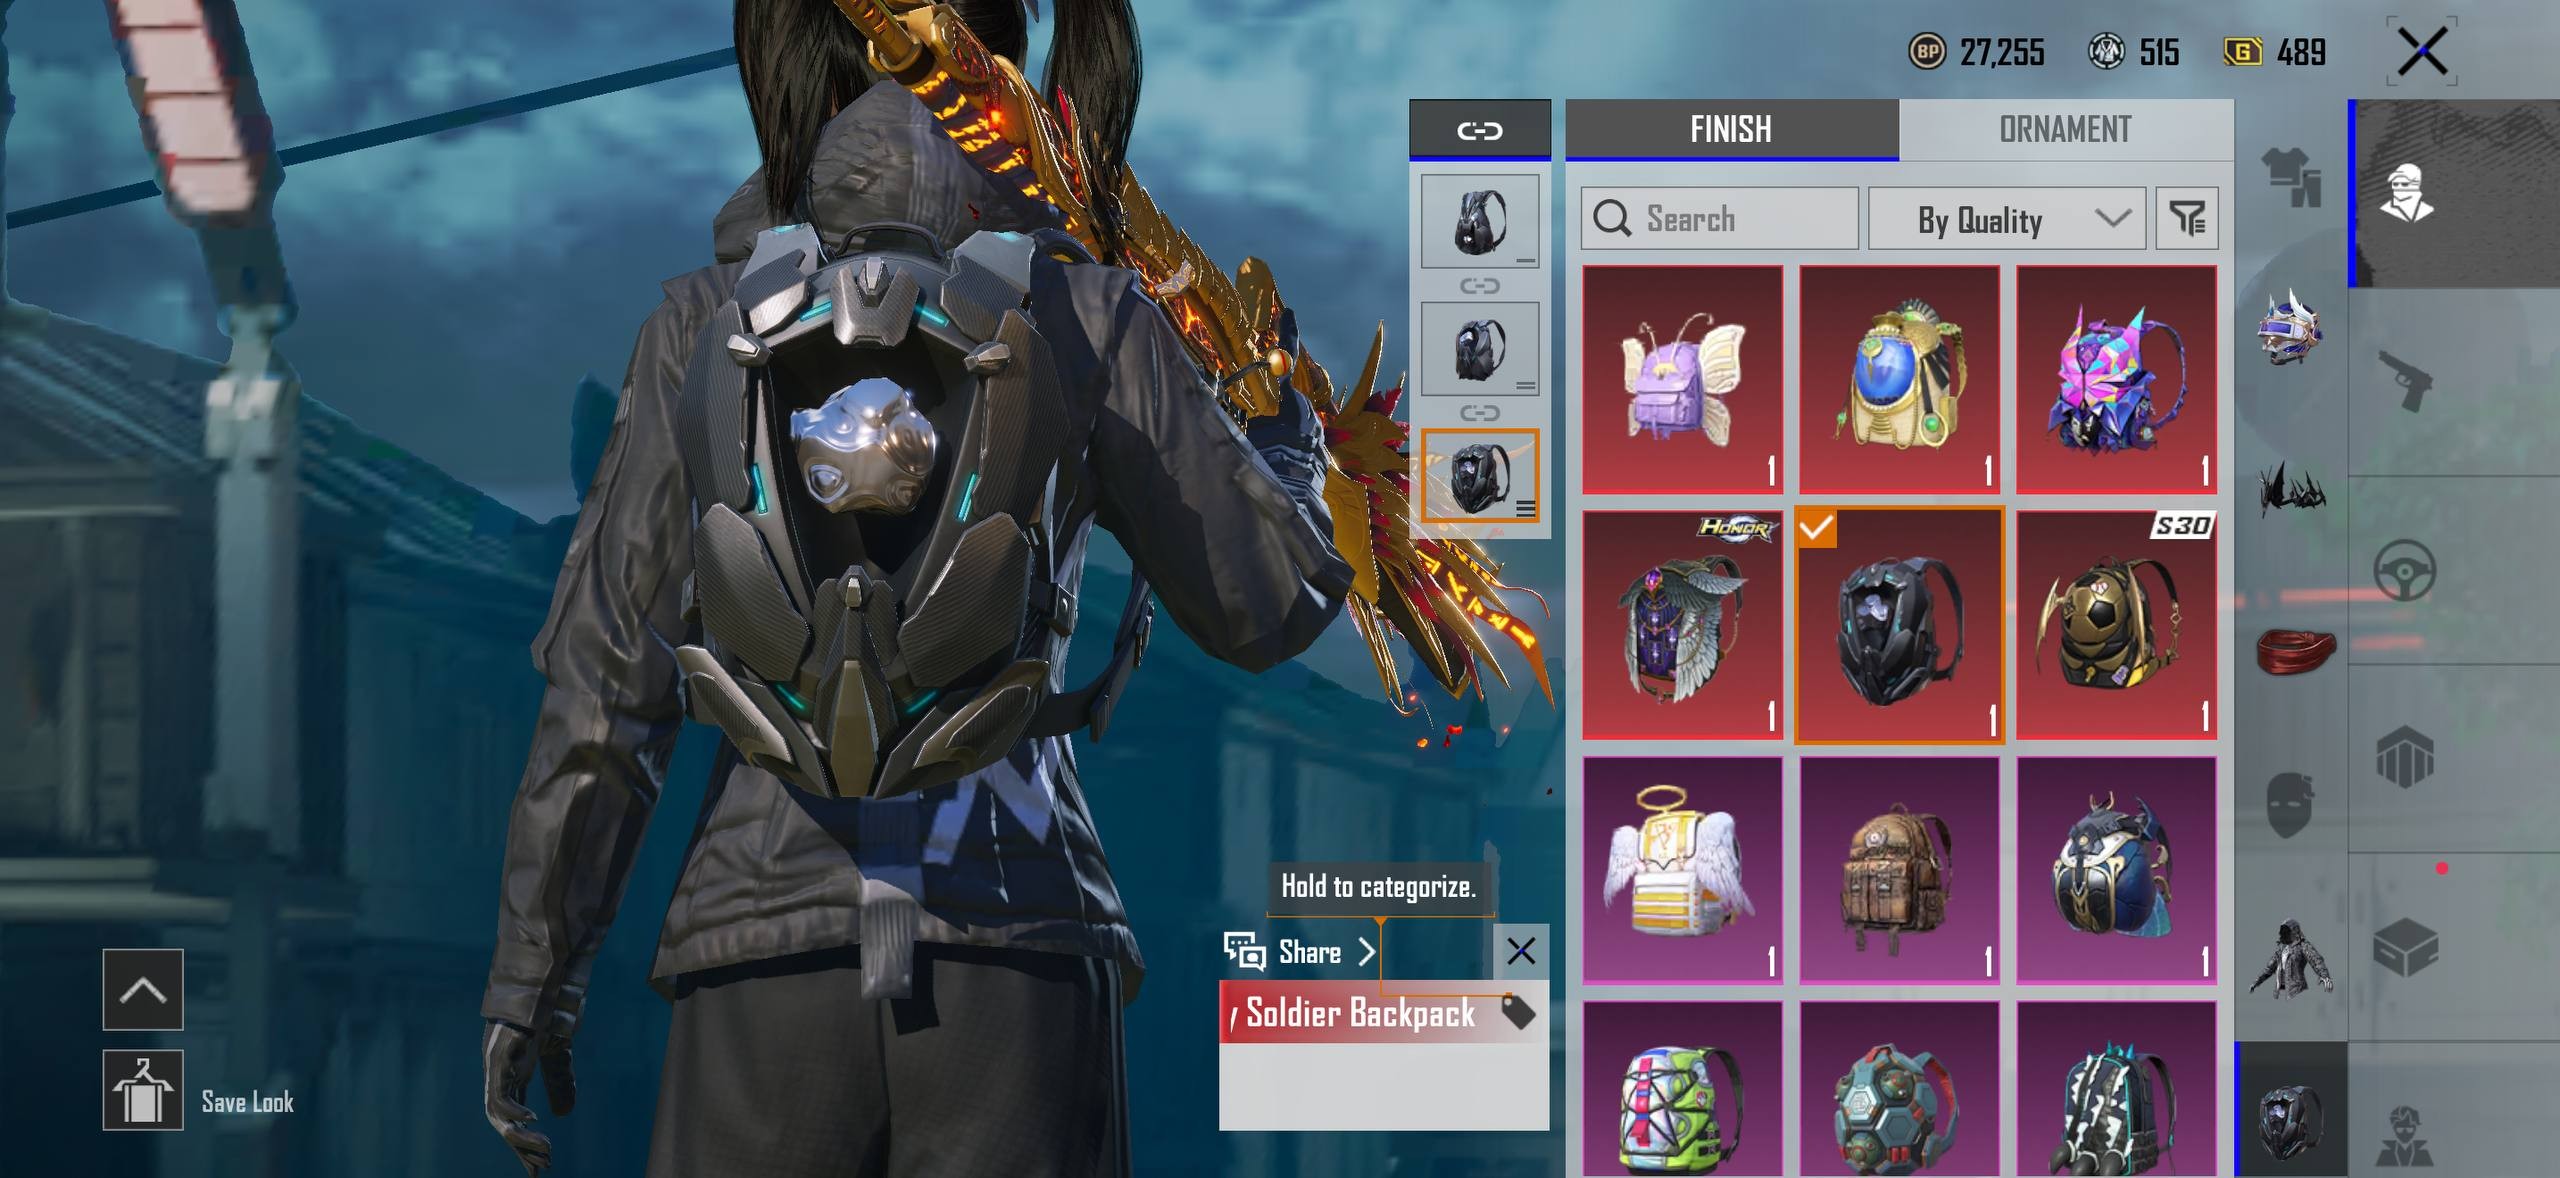 BP 27,255 515 G 489
FINISH ORNAMENT
Search By Quality
1 1 1
HONOR S30
1 1 1
1 1 1
Hold to categorize.
Share
Soldier Backpack
Save Look